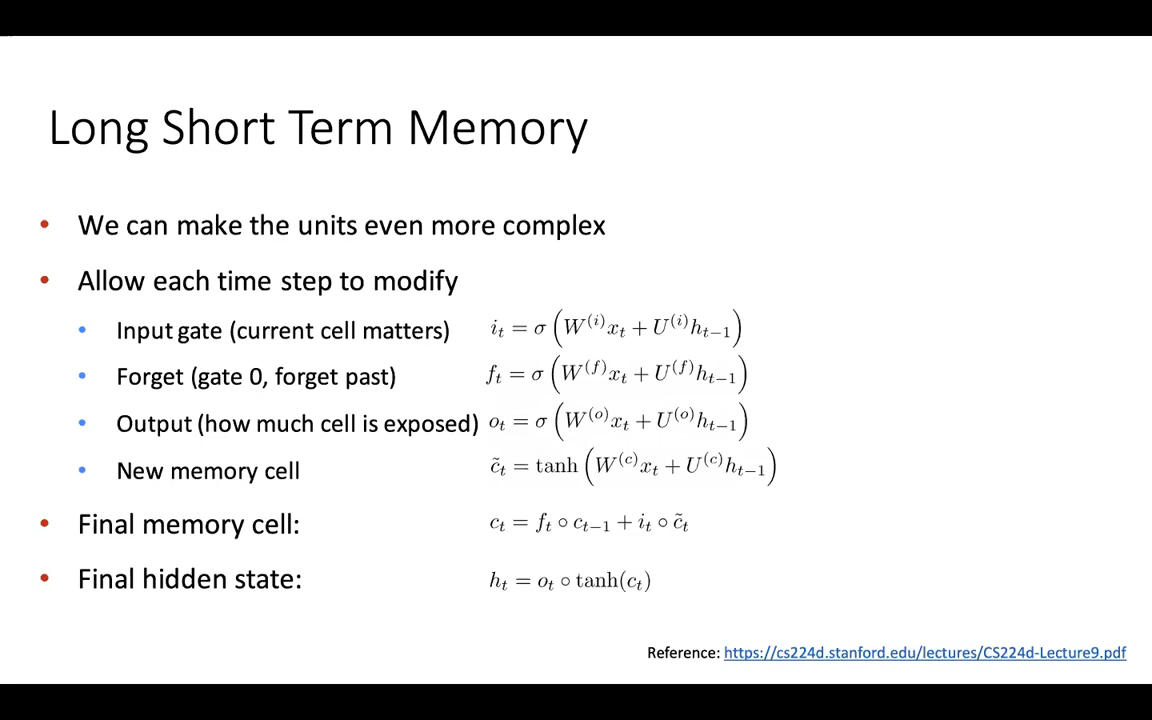 Long Short Term Memory
• We can make the units even more complex
• Allow each time step to modify
• Input gate (current cell matters) i_t = σ (W^{(i)}x_t + U^{(i)}h_{t−1})
• Forget (gate 0, forget past) f_t = σ (W^{(f)}x_t + U^{(f)}h_{t−1})
• Output (how much cell is exposed) o_t = σ (W^{(o)}x_t + U^{(o)}h_{t−1})
• New memory cell c̃_t = tanh (W^{(c)}x_t + U^{(c)}h_{t−1})
• Final memory cell: c_t = f_t ∘ c_{t−1} + i_t ∘ c̃_t
• Final hidden state: h_t = o_t ∘ tanh(c_t)
Reference: https://cs224d.stanford.edu/lectures/CS224d-Lecture9.pdf